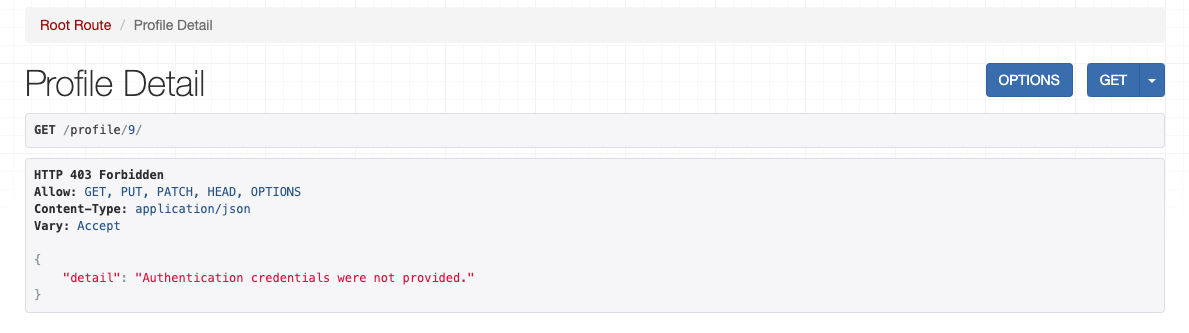 Root Route / Profile Detail
Profile Detail
OPTIONS
GET
GET /profile/9/
HTTP 403 Forbidden
Allow: GET, PUT, PATCH, HEAD, OPTIONS
Content-Type: application/json
Vary: Accept
{
    "detail": "Authentication credentials were not provided."
}